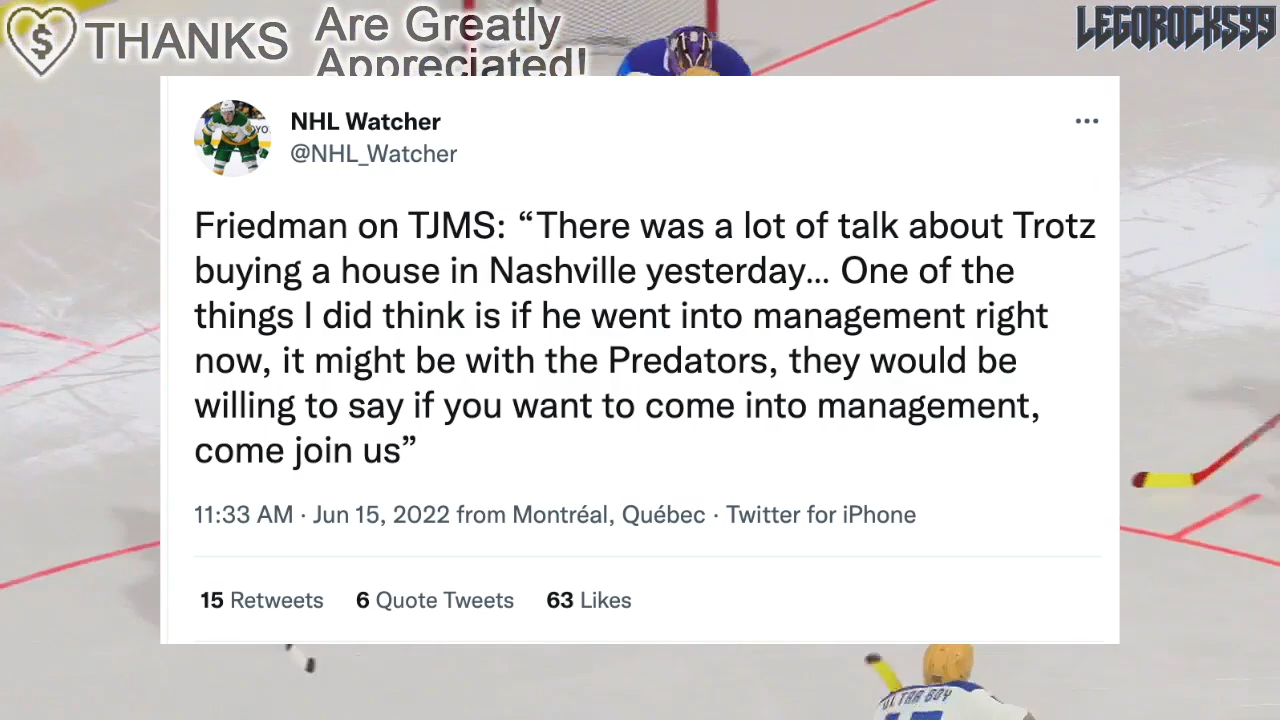 $ THANKS
Are Greatly
Appreciated!
LEGOROCKS99
NHL Watcher
@NHL_Watcher
Friedman on TJMS: “There was a lot of talk about Trotz
buying a house in Nashville yesterday... One of the
things I did think is if he went into management right
now, it might be with the Predators, they would be
willing to say if you want to come into management,
come join us”
11:33 AM · Jun 15, 2022 from Montréal, Québec · Twitter for iPhone
15 Retweets 6 Quote Tweets 63 Likes
BOY